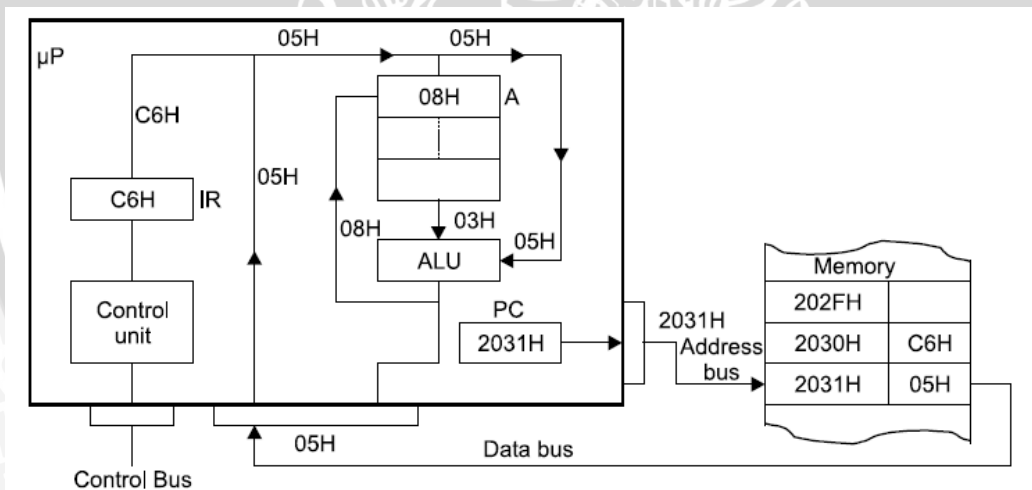 05H
05H
μP
08H
A
C6H
C6H
IR
05H
08H
03H
05H
ALU
Control
unit
PC
2031H
2031H
Address
bus
Memory
202FH
2030H
C6H
2031H
05H
05H
Data bus
Control Bus